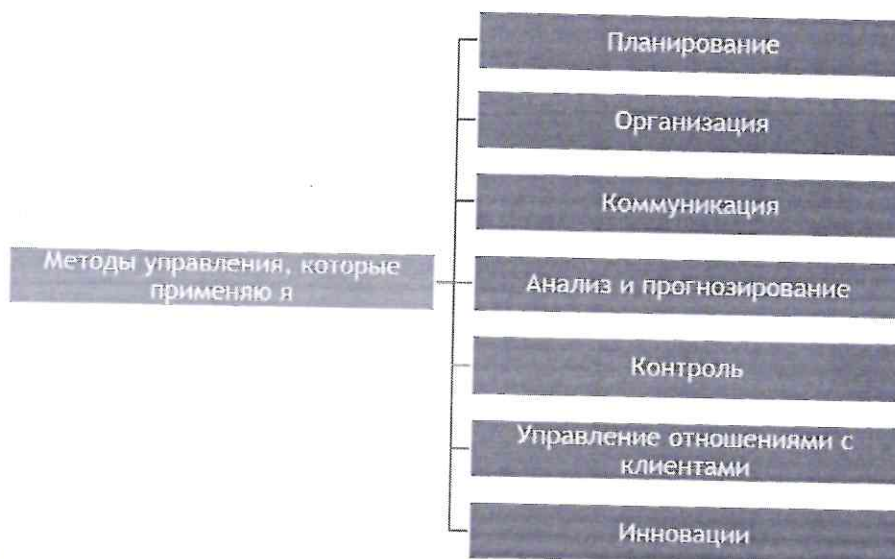 Методы управления, которые
применяю я
Планирование
Организация
Коммуникация
Анализ и прогнозирование
Контроль
Управление отношениями с
клиентами
Инновации